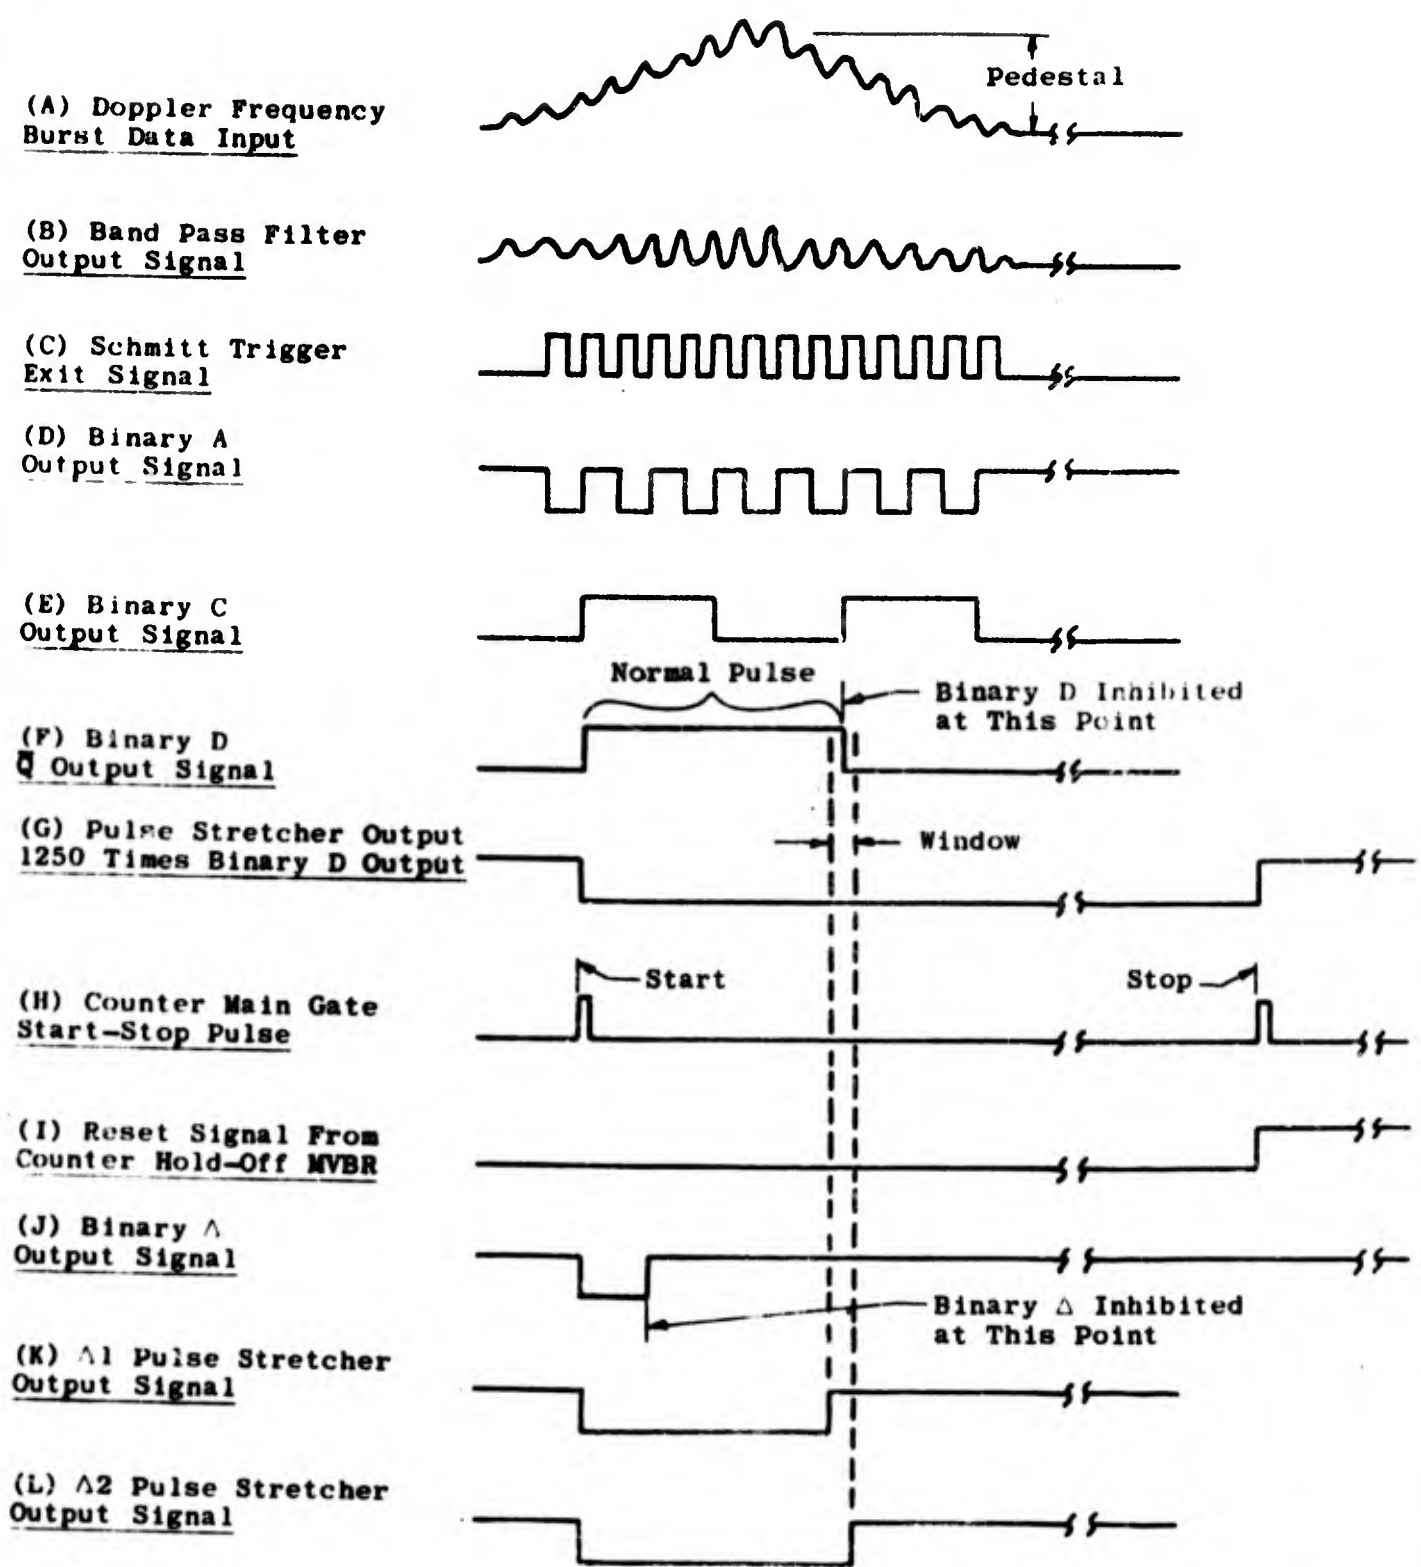 Pedestal
(A) Doppler Frequency
Burst Data Input
(B) Band Pass Filter
Output Signal
(C) Schmitt Trigger
Exit Signal
(D) Binary A
Output Signal
(E) Binary C
Output Signal
Normal Pulse
Binary D Inhibited
at This Point
(F) Binary D
Q Output Signal
(G) Pulse Stretcher Output
1250 Times Binary D Output
Window
Start
Stop
(H) Counter Main Gate
Start-Stop Pulse
(I) Reset Signal From
Counter Hold-Off MVBR
(J) Binary Δ
Output Signal
Binary Δ Inhibited
at This Point
(K) Δ1 Pulse Stretcher
Output Signal
(L) Δ2 Pulse Stretcher
Output Signal